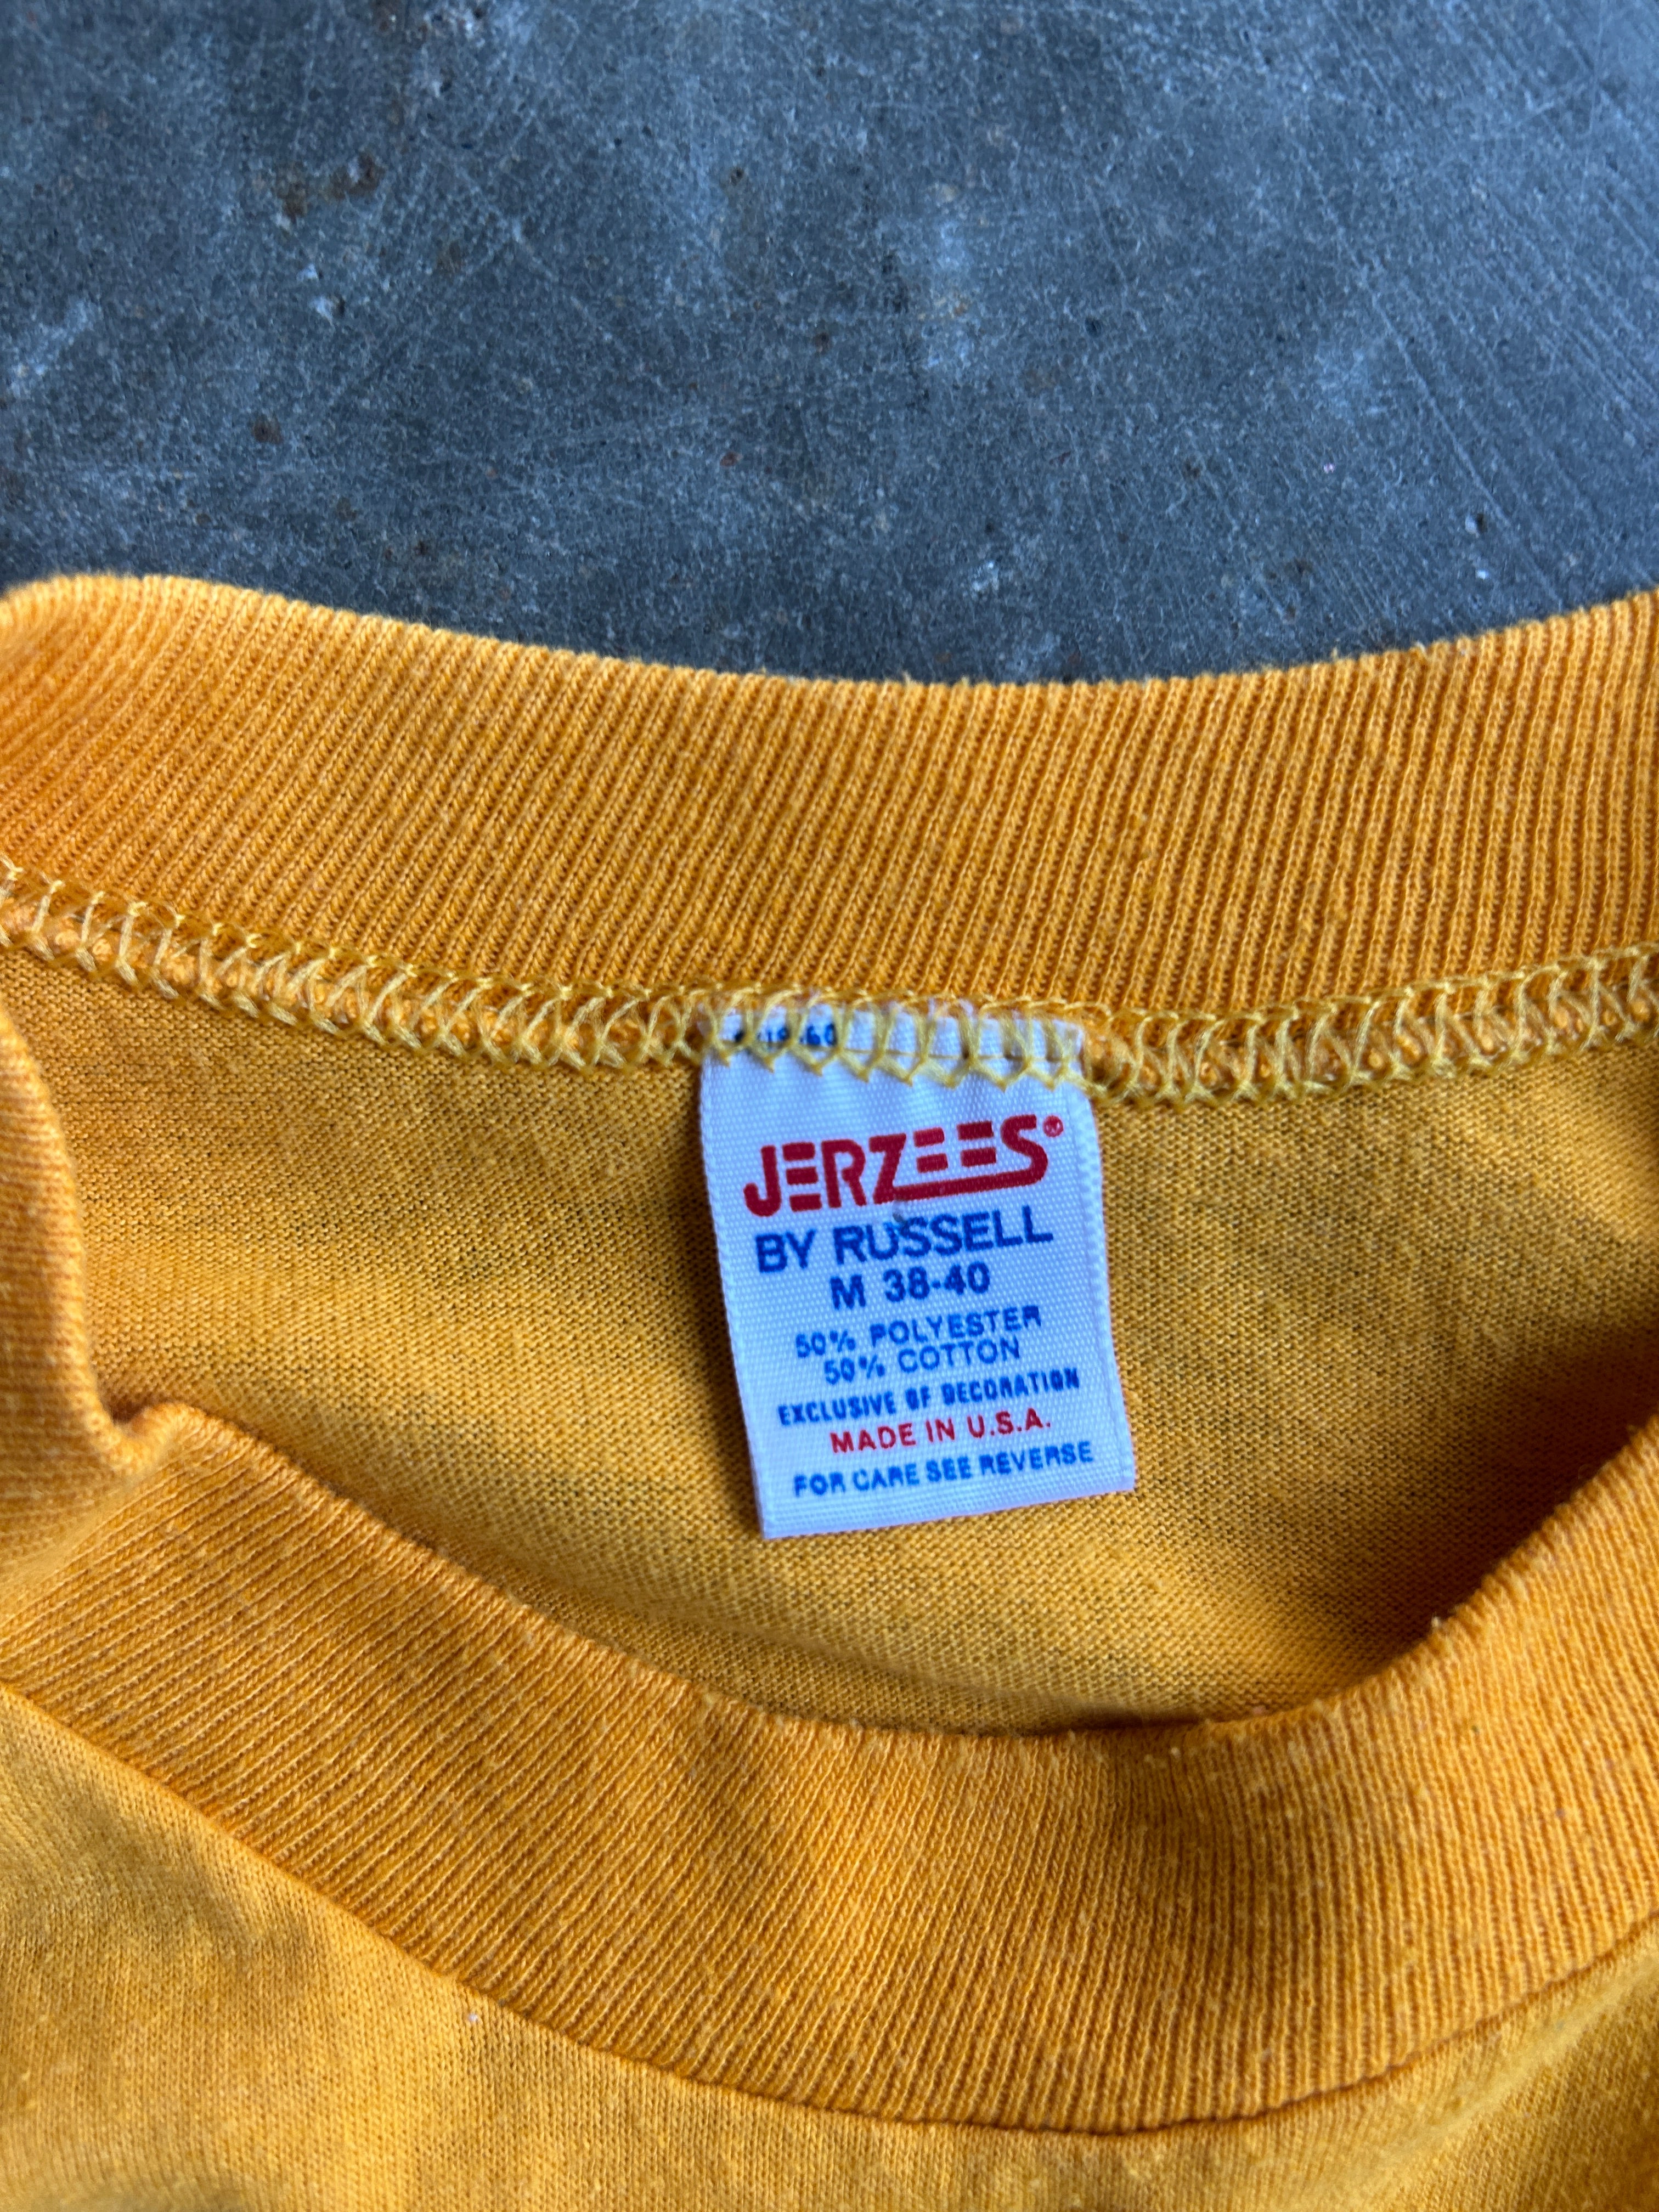 JERZEES®
BY RUSSELL
M 38-40
50% POLYESTER
50% COTTON
EXCLUSIVE OF DECORATION
MADE IN U.S.A.
FOR CARE SEE REVERSE